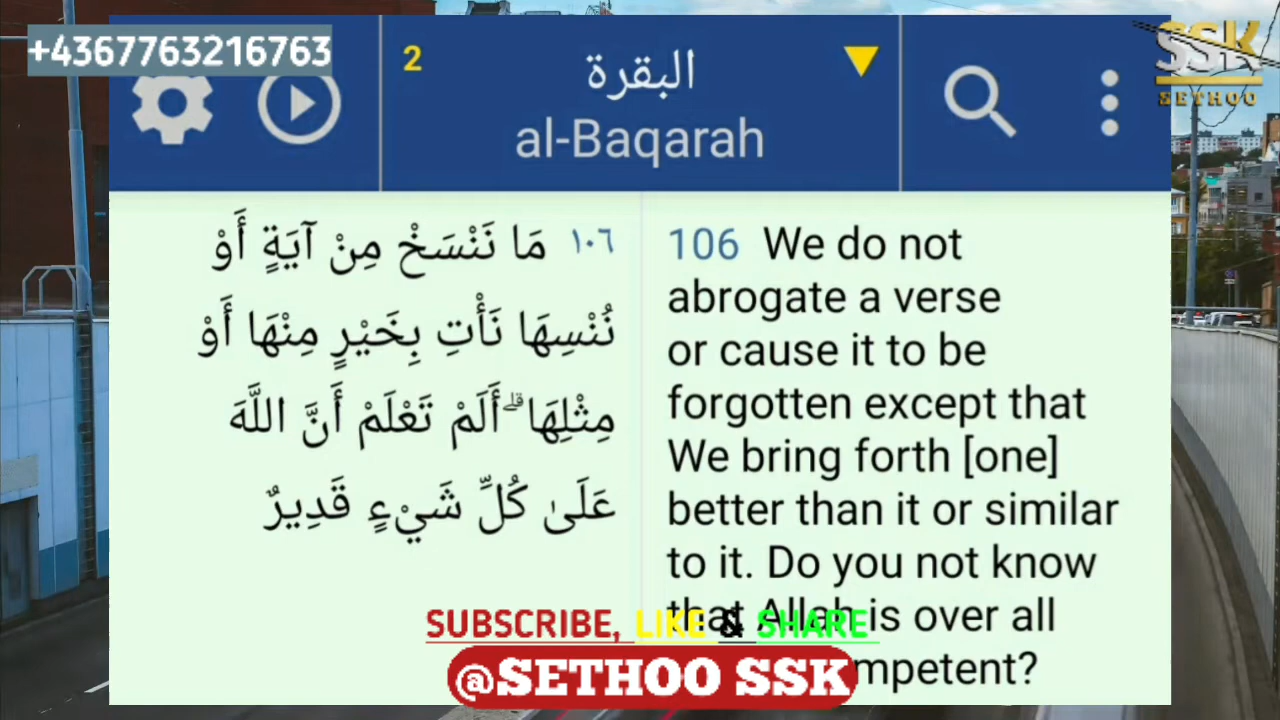 +4367763216763
SSK
SETHOO
2
البقرة
al-Baqarah
١٠٦ مَا نَنْسَخْ مِنْ آيَةٍ أَوْ
نُنْسِهَا نَأْتِ بِخَيْرٍ مِنْهَا أَوْ
مِثْلِهَا ۗ أَلَمْ تَعْلَمْ أَنَّ اللَّهَ
عَلَىٰ كُلِّ شَيْءٍ قَدِيرٌ
106 We do not
abrogate a verse
or cause it to be
forgotten except that
We bring forth [one]
better than it or similar
to it. Do you not know
that Allah is over all
SUBSCRIBE, LIKE & SHARE
@SETHOO SSK